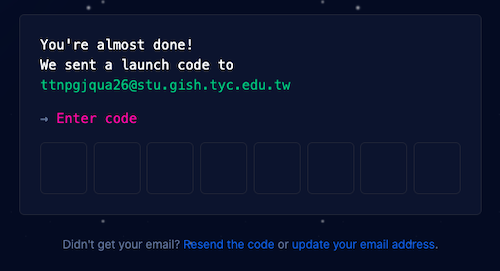 You're almost done!
We sent a launch code to
ttnpgjqua26@stu.gish.tyc.edu.tw
→ Enter code
Didn't get your email? Resend the code or update your email address.